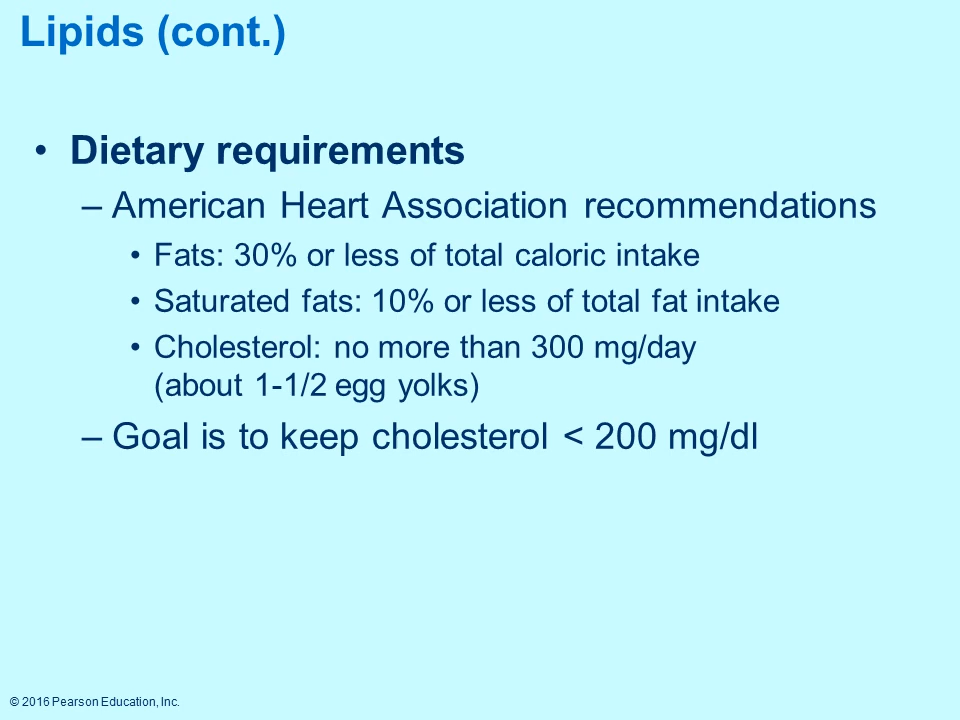 Lipids (cont.)
• Dietary requirements
– American Heart Association recommendations
• Fats: 30% or less of total caloric intake
• Saturated fats: 10% or less of total fat intake
• Cholesterol: no more than 300 mg/day
(about 1-1/2 egg yolks)
– Goal is to keep cholesterol < 200 mg/dl
© 2016 Pearson Education, Inc.